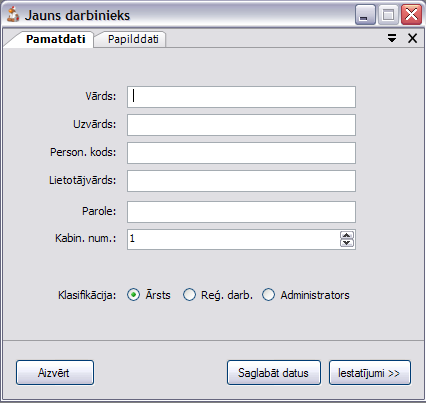 Jauns darbinieks
Pamatdati Papilddati
Vārds:
Uzvārds:
Person. kods:
Lietotājvārds:
Parole:
Kabin. num.: 1
Klasifikācija: Ārsts Reģ. darb. Administrators
Aizvērt Saglabāt datus Iestatījumi >>